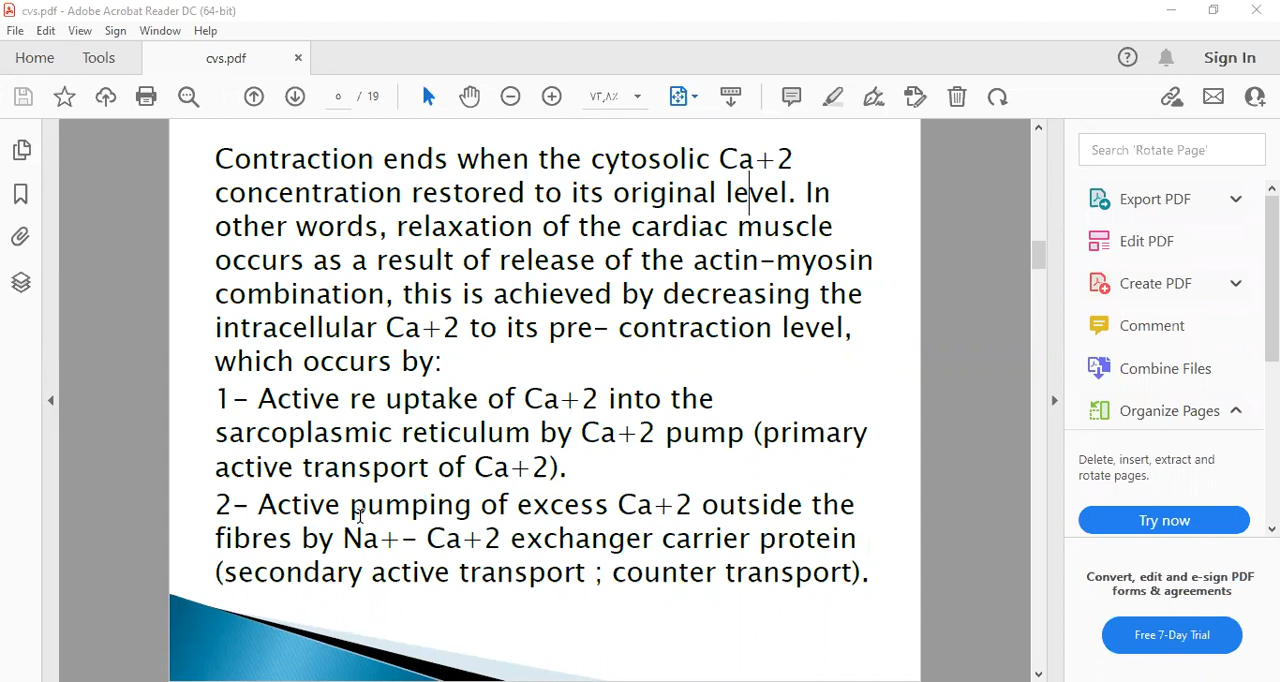 cvs.pdf - Adobe Acrobat Reader DC (64-bit)
File Edit View Sign Window Help
Home Tools cvs.pdf × Sign In
٥ / 19 ٧٣,٨٪
Search 'Rotate Page'
Export PDF
Edit PDF
Create PDF
Comment
Combine Files
Organize Pages
Delete, insert, extract and
rotate pages.
Try now
Convert, edit and e-sign PDF
forms & agreements
Free 7-Day Trial
Contraction ends when the cytosolic Ca+2
concentration restored to its original level. In
other words, relaxation of the cardiac muscle
occurs as a result of release of the actin-myosin
combination, this is achieved by decreasing the
intracellular Ca+2 to its pre- contraction level,
which occurs by:
1- Active re uptake of Ca+2 into the
sarcoplasmic reticulum by Ca+2 pump (primary
active transport of Ca+2).
2- Active pumping of excess Ca+2 outside the
fibres by Na+- Ca+2 exchanger carrier protein
(secondary active transport ; counter transport).